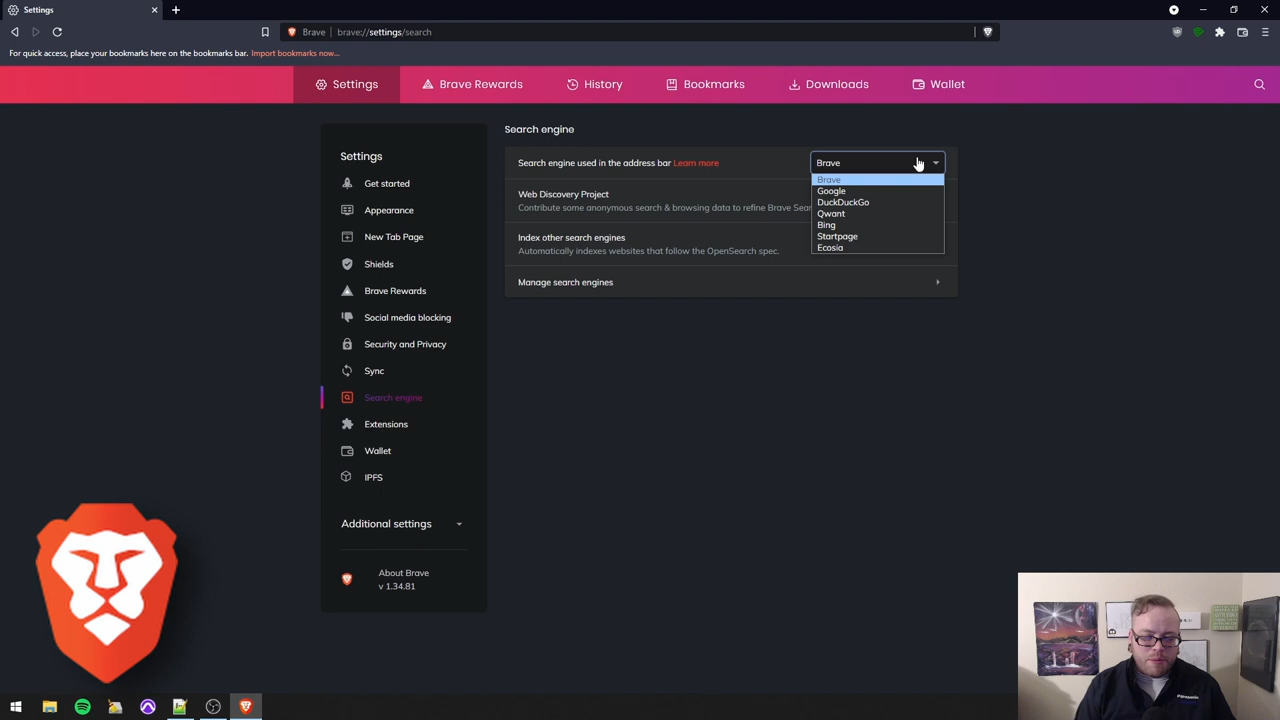 Settings
Brave
brave://settings/search
For quick access, place your bookmarks here on the bookmarks bar. Import bookmarks now...
Settings
Brave Rewards
History
Bookmarks
Downloads
Wallet
Settings
Get started
Appearance
New Tab Page
Shields
Brave Rewards
Social media blocking
Security and Privacy
Sync
Search engine
Extensions
Wallet
IPFS
Additional settings
About Brave
v 1.34.81
Search engine
Search engine used in the address bar Learn more
Brave
Brave
Google
DuckDuckGo
Qwant
Bing
Startpage
Ecosia
Web Discovery Project
Contribute some anonymous search & browsing data to refine Brave
Index other search engines
Automatically indexes websites that follow the OpenSearch spec.
Manage search engines